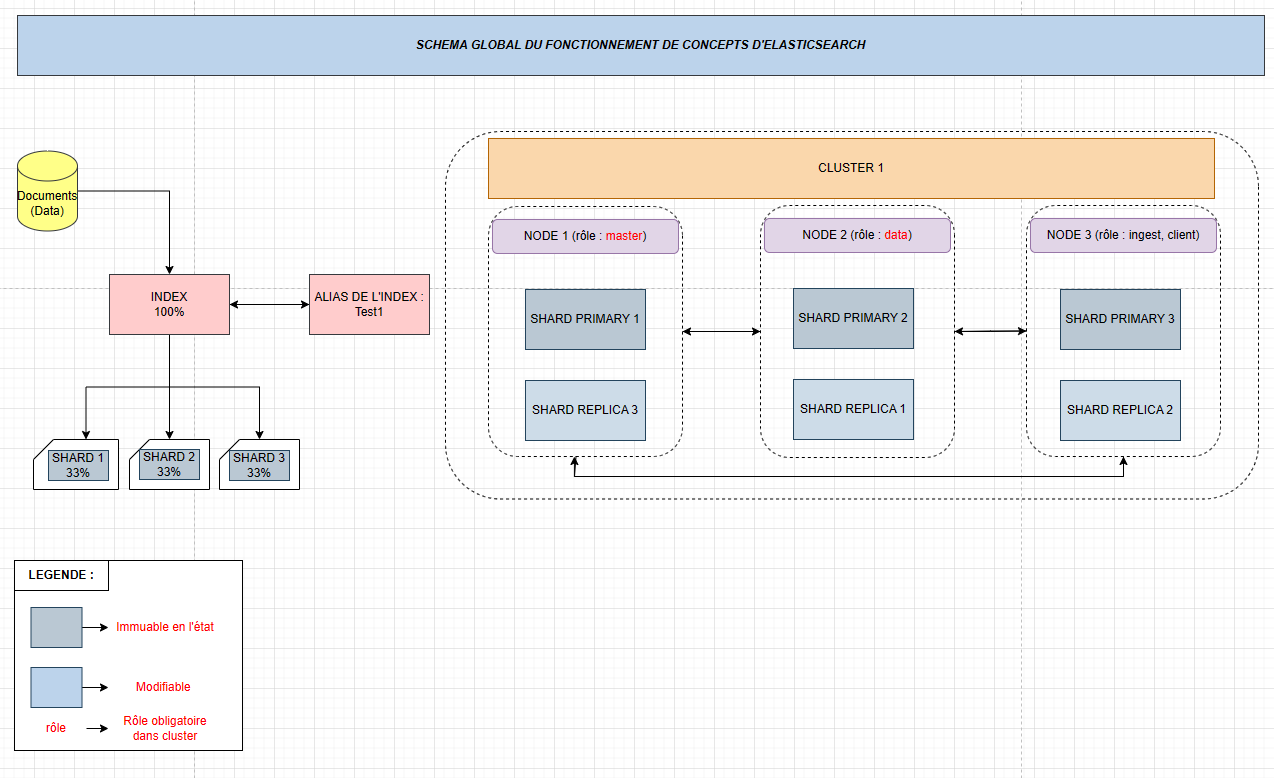 SCHEMA GLOBAL DU FONCTIONNEMENT DE CONCEPTS D'ELASTICSEARCH
Documents
(Data)
INDEX
100%
ALIAS DE L'INDEX :
Test1
SHARD 1
33%
SHARD 2
33%
SHARD 3
33%
CLUSTER 1
NODE 1 (rôle : master)
SHARD PRIMARY 1
SHARD REPLICA 3
NODE 2 (rôle : data)
SHARD PRIMARY 2
SHARD REPLICA 1
NODE 3 (rôle : ingest, client)
SHARD PRIMARY 3
SHARD REPLICA 2
LEGENDE :
Immuable en l'état
Modifiable
rôle
Rôle obligatoire
dans cluster